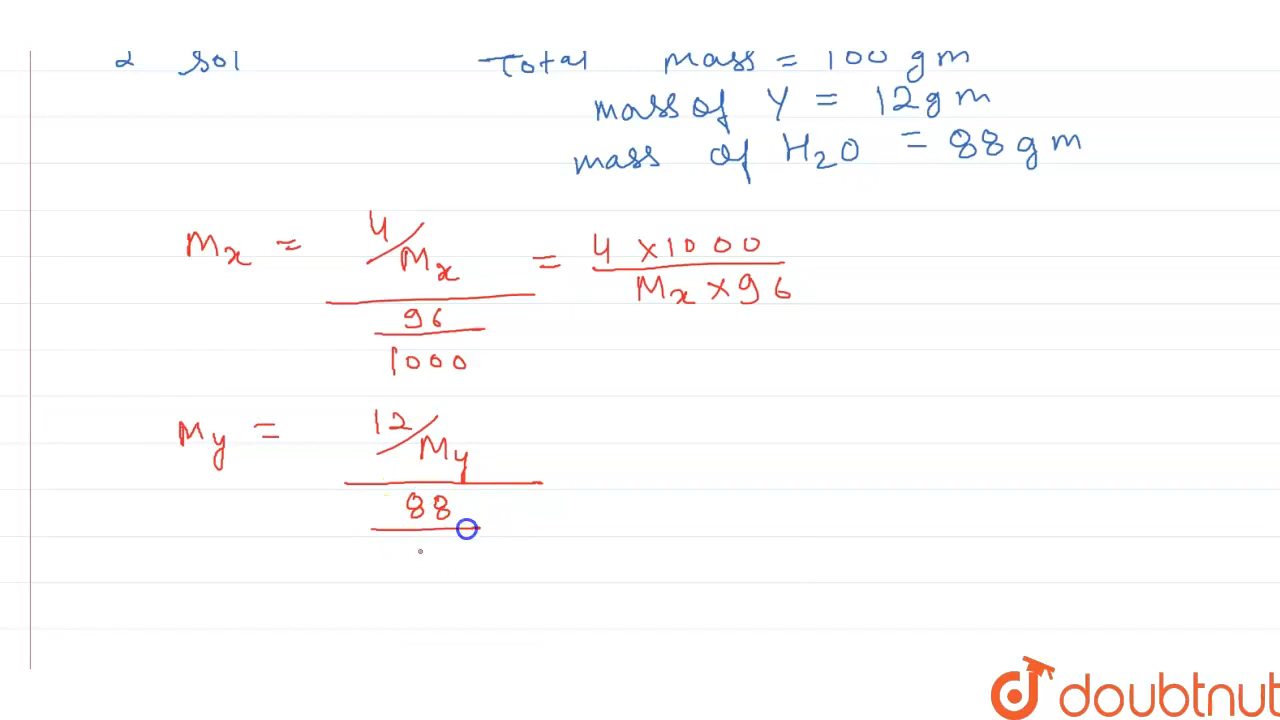 2 sol Total mass = 100 gm
mass of Y = 12 gm
mass of H2O = 88 gm
Mx = 4/Mx = 4 x 1000
96 Mx x 96
1000
My = 12/My
88
doubtnut